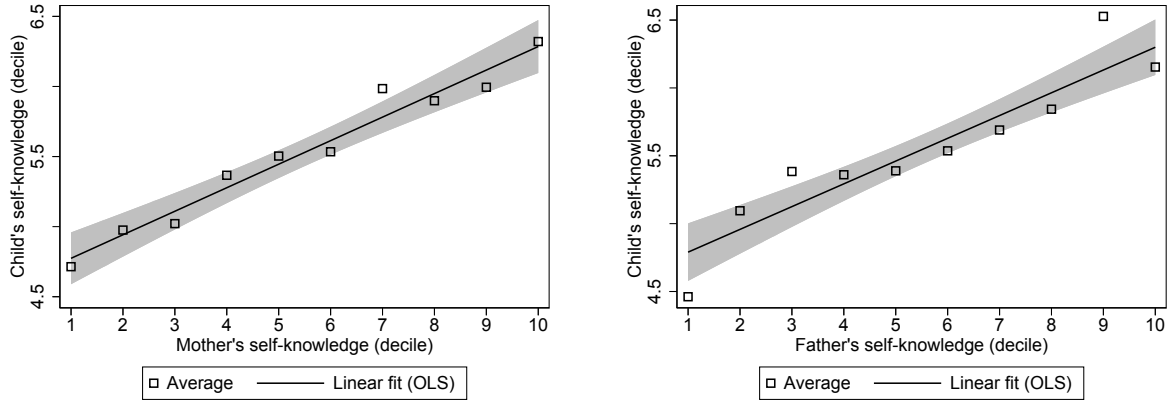 Child's self-knowledge (decile)
6.5
5.5
4.5
1 2 3 4 5 6 7 8 9 10
Mother's self-knowledge (decile)
Average Linear fit (OLS)
Child's self-knowledge (decile)
6.5
5.5
4.5
1 2 3 4 5 6 7 8 9 10
Father's self-knowledge (decile)
Average Linear fit (OLS)